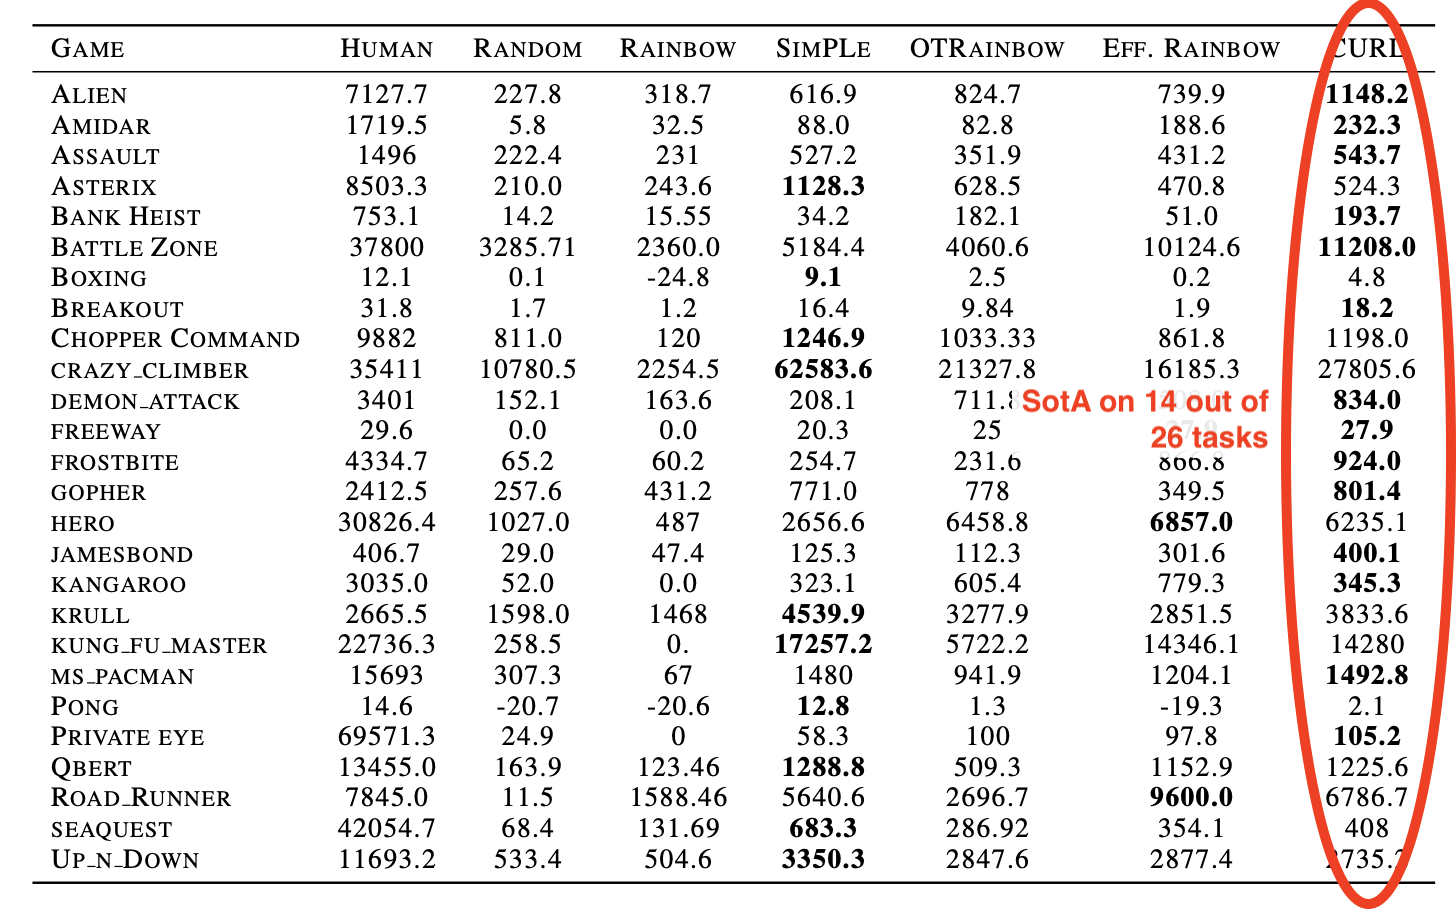 GAME HUMAN RANDOM RAINBOW SIMPLE OTRAINBOW EFF. RAINBOW CURL
ALIEN 7127.7 227.8 318.7 616.9 824.7 739.9 1148.2
AMIDAR 1719.5 5.8 32.5 88.0 82.8 188.6 232.3
ASSAULT 1496 222.4 231 527.2 351.9 431.2 543.7
ASTERIX 8503.3 210.0 243.6 1128.3 628.5 470.8 524.3
BANK HEIST 753.1 14.2 15.55 34.2 182.1 51.0 193.7
BATTLE ZONE 37800 3285.71 2360.0 5184.4 4060.6 10124.6 11208.0
BOXING 12.1 0.1 -24.8 9.1 2.5 0.2 4.8
BREAKOUT 31.8 1.7 1.2 16.4 9.84 1.9 18.2
CHOPPER COMMAND 9882 811.0 120 1246.9 1033.33 861.8 1198.0
CRAZY_CLIMBER 35411 10780.5 2254.5 62583.6 21327.8 16185.3 27805.6
DEMON_ATTACK 3401 152.1 163.6 208.1 711.8 834.0
SotA on 14 out of
26 tasks
FREEWAY 29.6 0.0 0.0 20.3 25 27.9
FROSTBITE 4334.7 65.2 60.2 254.7 231.6 866.8 924.0
GOPHER 2412.5 257.6 431.2 771.0 778 349.5 801.4
HERO 30826.4 1027.0 487 2656.6 6458.8 6857.0 6235.1
JAMESBOND 406.7 29.0 47.4 125.3 112.3 301.6 400.1
KANGAROO 3035.0 52.0 0.0 323.1 605.4 779.3 345.3
KRULL 2665.5 1598.0 1468 4539.9 3277.9 2851.5 3833.6
KUNG_FU_MASTER 22736.3 258.5 0. 17257.2 5722.2 14346.1 14280
MS_PACMAN 15693 307.3 67 1480 941.9 1204.1 1492.8
PONG 14.6 -20.7 -20.6 12.8 1.3 -19.3 2.1
PRIVATE EYE 69571.3 24.9 0 58.3 100 97.8 105.2
QBERT 13455.0 163.9 123.46 1288.8 509.3 1152.9 1225.6
ROAD_RUNNER 7845.0 11.5 1588.46 5640.6 2696.7 9600.0 6786.7
SEAQUEST 42054.7 68.4 131.69 683.3 286.92 354.1 408
UP_N_DOWN 11693.2 533.4 504.6 3350.3 2847.6 2877.4